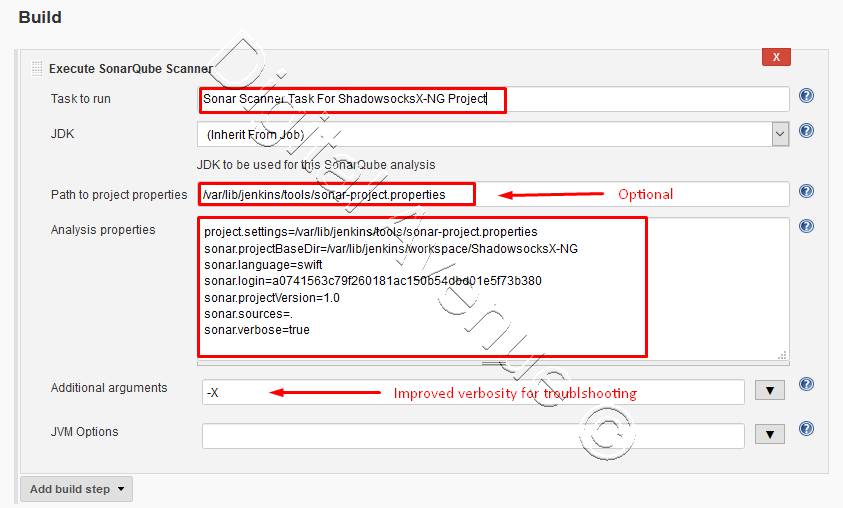 Build
Execute SonarQube Scanner
X
Task to run
Sonar Scanner Task For ShadowsocksX-NG Project
JDK
(Inherit From Job)
JDK to be used for this SonarQube analysis
Path to project properties
/var/lib/jenkins/tools/sonar-project.properties
Optional
Analysis properties
project.settings=/var/lib/jenkins/tools/sonar-project.properties
sonar.projectBaseDir=/var/lib/jenkins/workspace/ShadowsocksX-NG
sonar.language=swift
sonar.login=a0741563c79f260181ac150b54dbd01e5f73b380
sonar.projectVersion=1.0
sonar.sources=.
sonar.verbose=true
Additional arguments
-X
Improved verbosity for troublshooting
JVM Options
Add build step